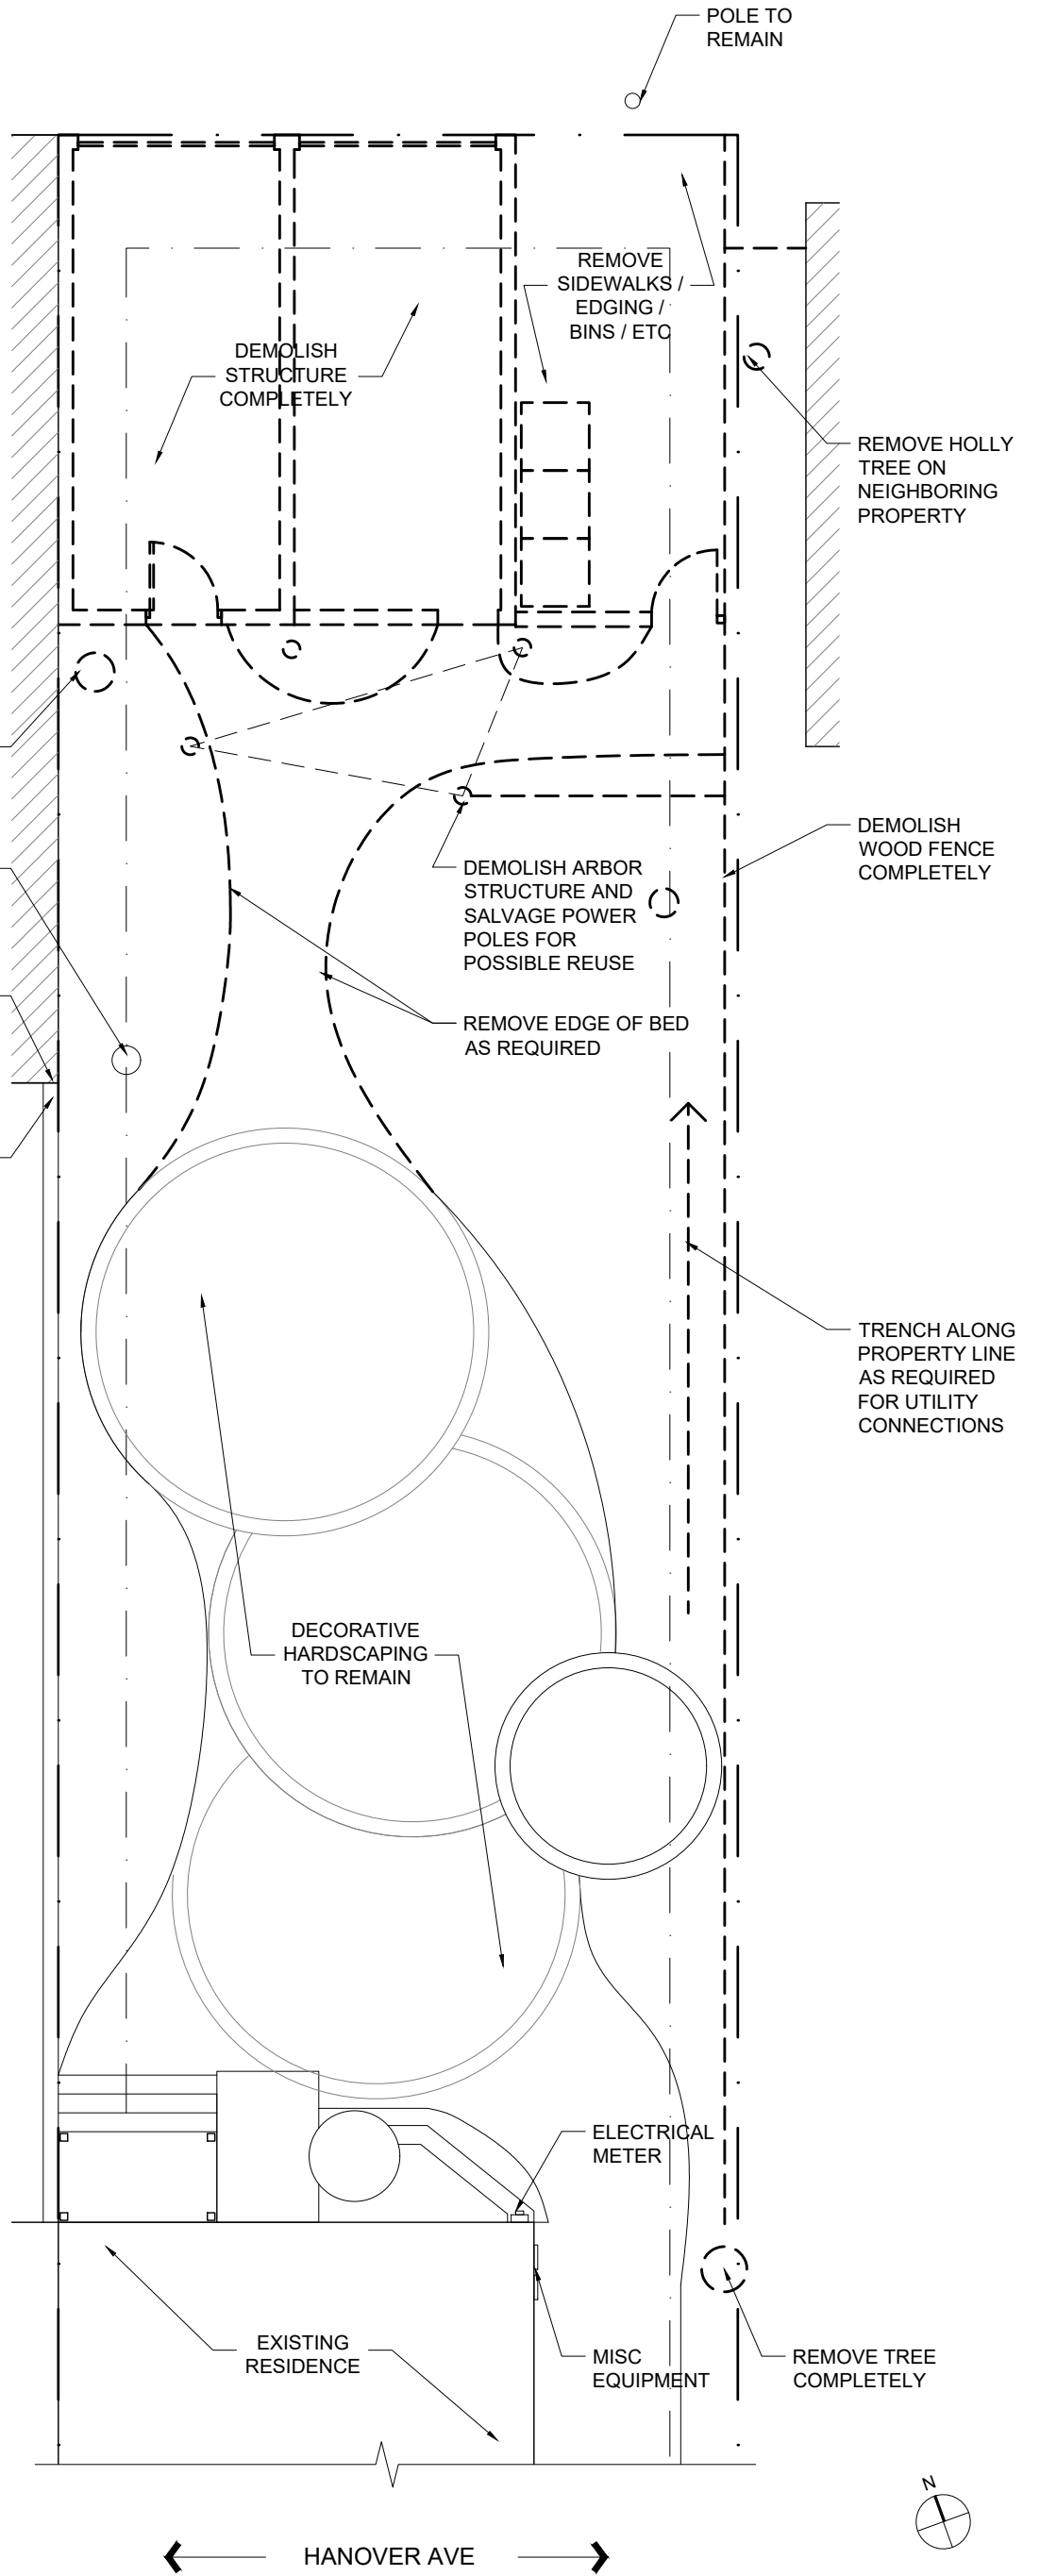 POLE TO
REMAIN
REMOVE
SIDEWALKS /
EDGING /
BINS / ETC
DEMOLISH
STRUCTURE
COMPLETELY
REMOVE HOLLY
TREE ON
NEIGHBORING
PROPERTY
DEMOLISH
WOOD FENCE
COMPLETELY
DEMOLISH ARBOR
STRUCTURE AND
SALVAGE POWER
POLES FOR
POSSIBLE REUSE
REMOVE EDGE OF BED
AS REQUIRED
TRENCH ALONG
PROPERTY LINE
AS REQUIRED
FOR UTILITY
CONNECTIONS
DECORATIVE
HARDSCAPING
TO REMAIN
ELECTRICAL
METER
EXISTING
RESIDENCE
MISC
EQUIPMENT
REMOVE TREE
COMPLETELY
N
HANOVER AVE